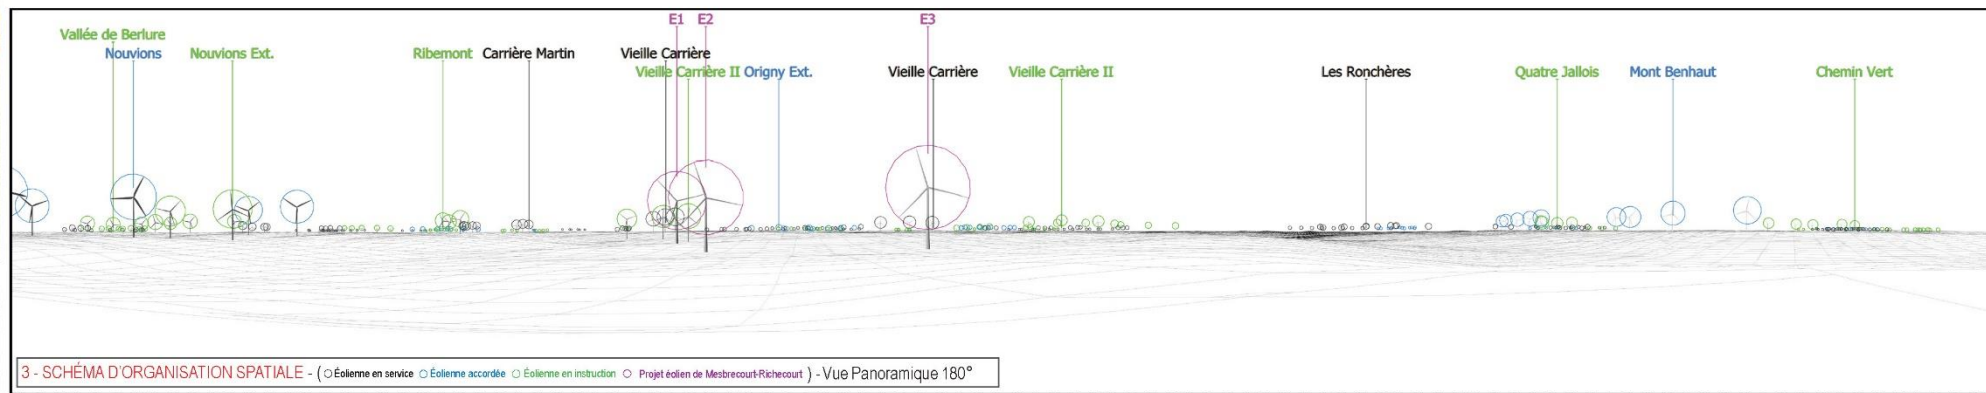 E1 E2 E3
Vallée de Berlure
Nouvions Nouvions Ext. Ribemont Carrière Martin Vieille Carrière
Vieille Carrière II Origny Ext. Vieille Carrière Vieille Carrière II Les Ronchères Quatre Jallois Mont Benhaut Chemin Vert
3 - SCHÉMA D'ORGANISATION SPATIALE - ( Éolienne en service Éolienne accordée Éolienne en instruction Projet éolien de Mesbrecourt-Richecourt ) - Vue Panoramique 180°